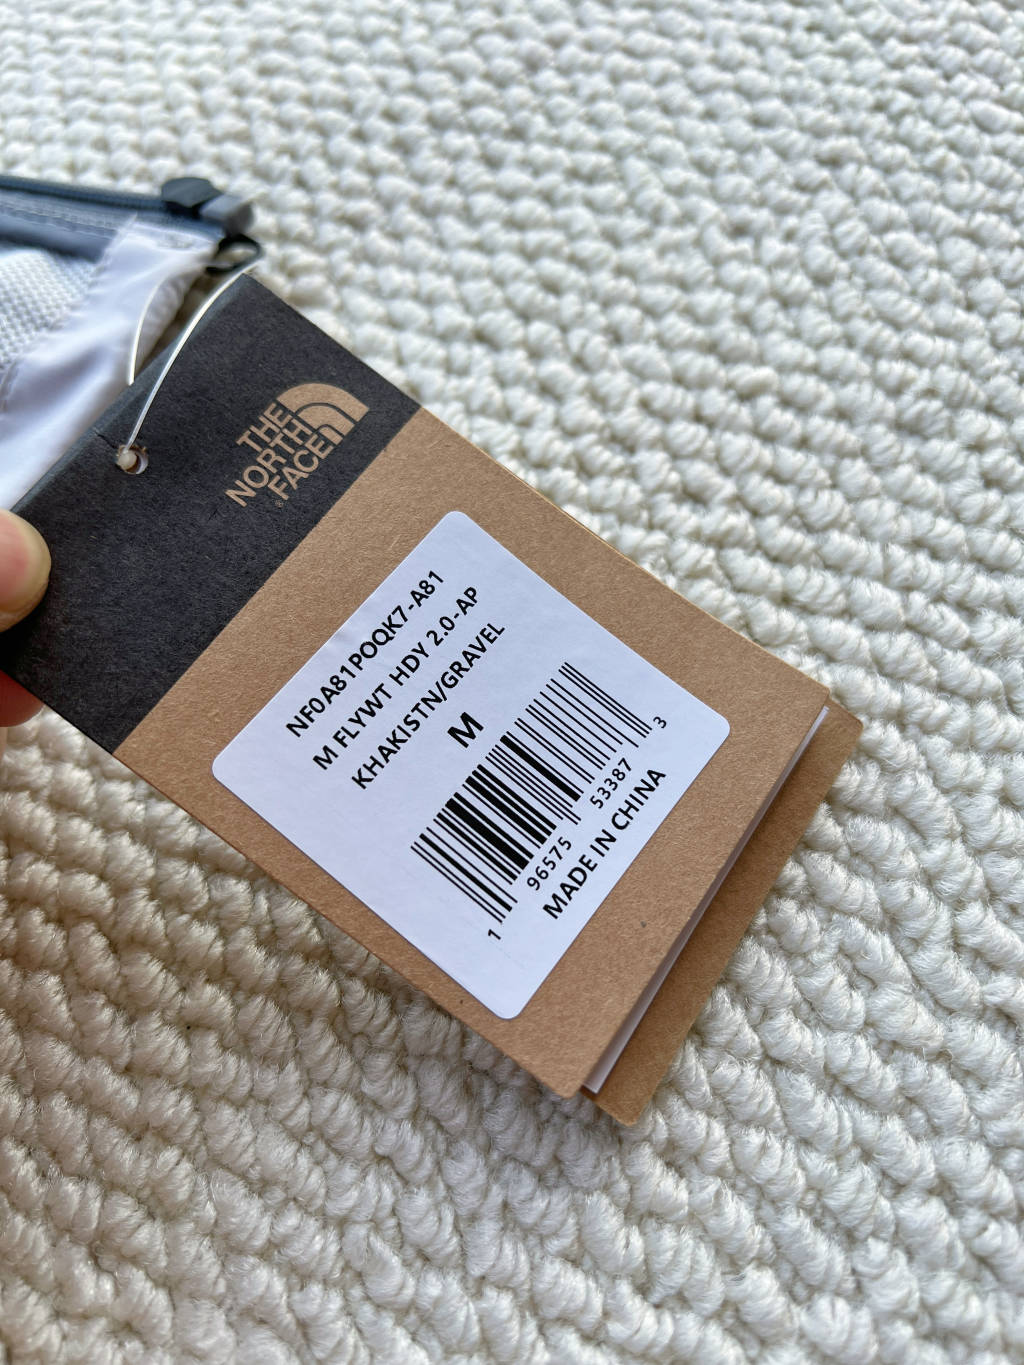 THE
NORTH
FACE
®
NF0A81POQK7-A81
M FLYWT HDY 2.0-AP
KHAKISTN/GRAVEL
M
1 96575 53387 3
MADE IN CHINA